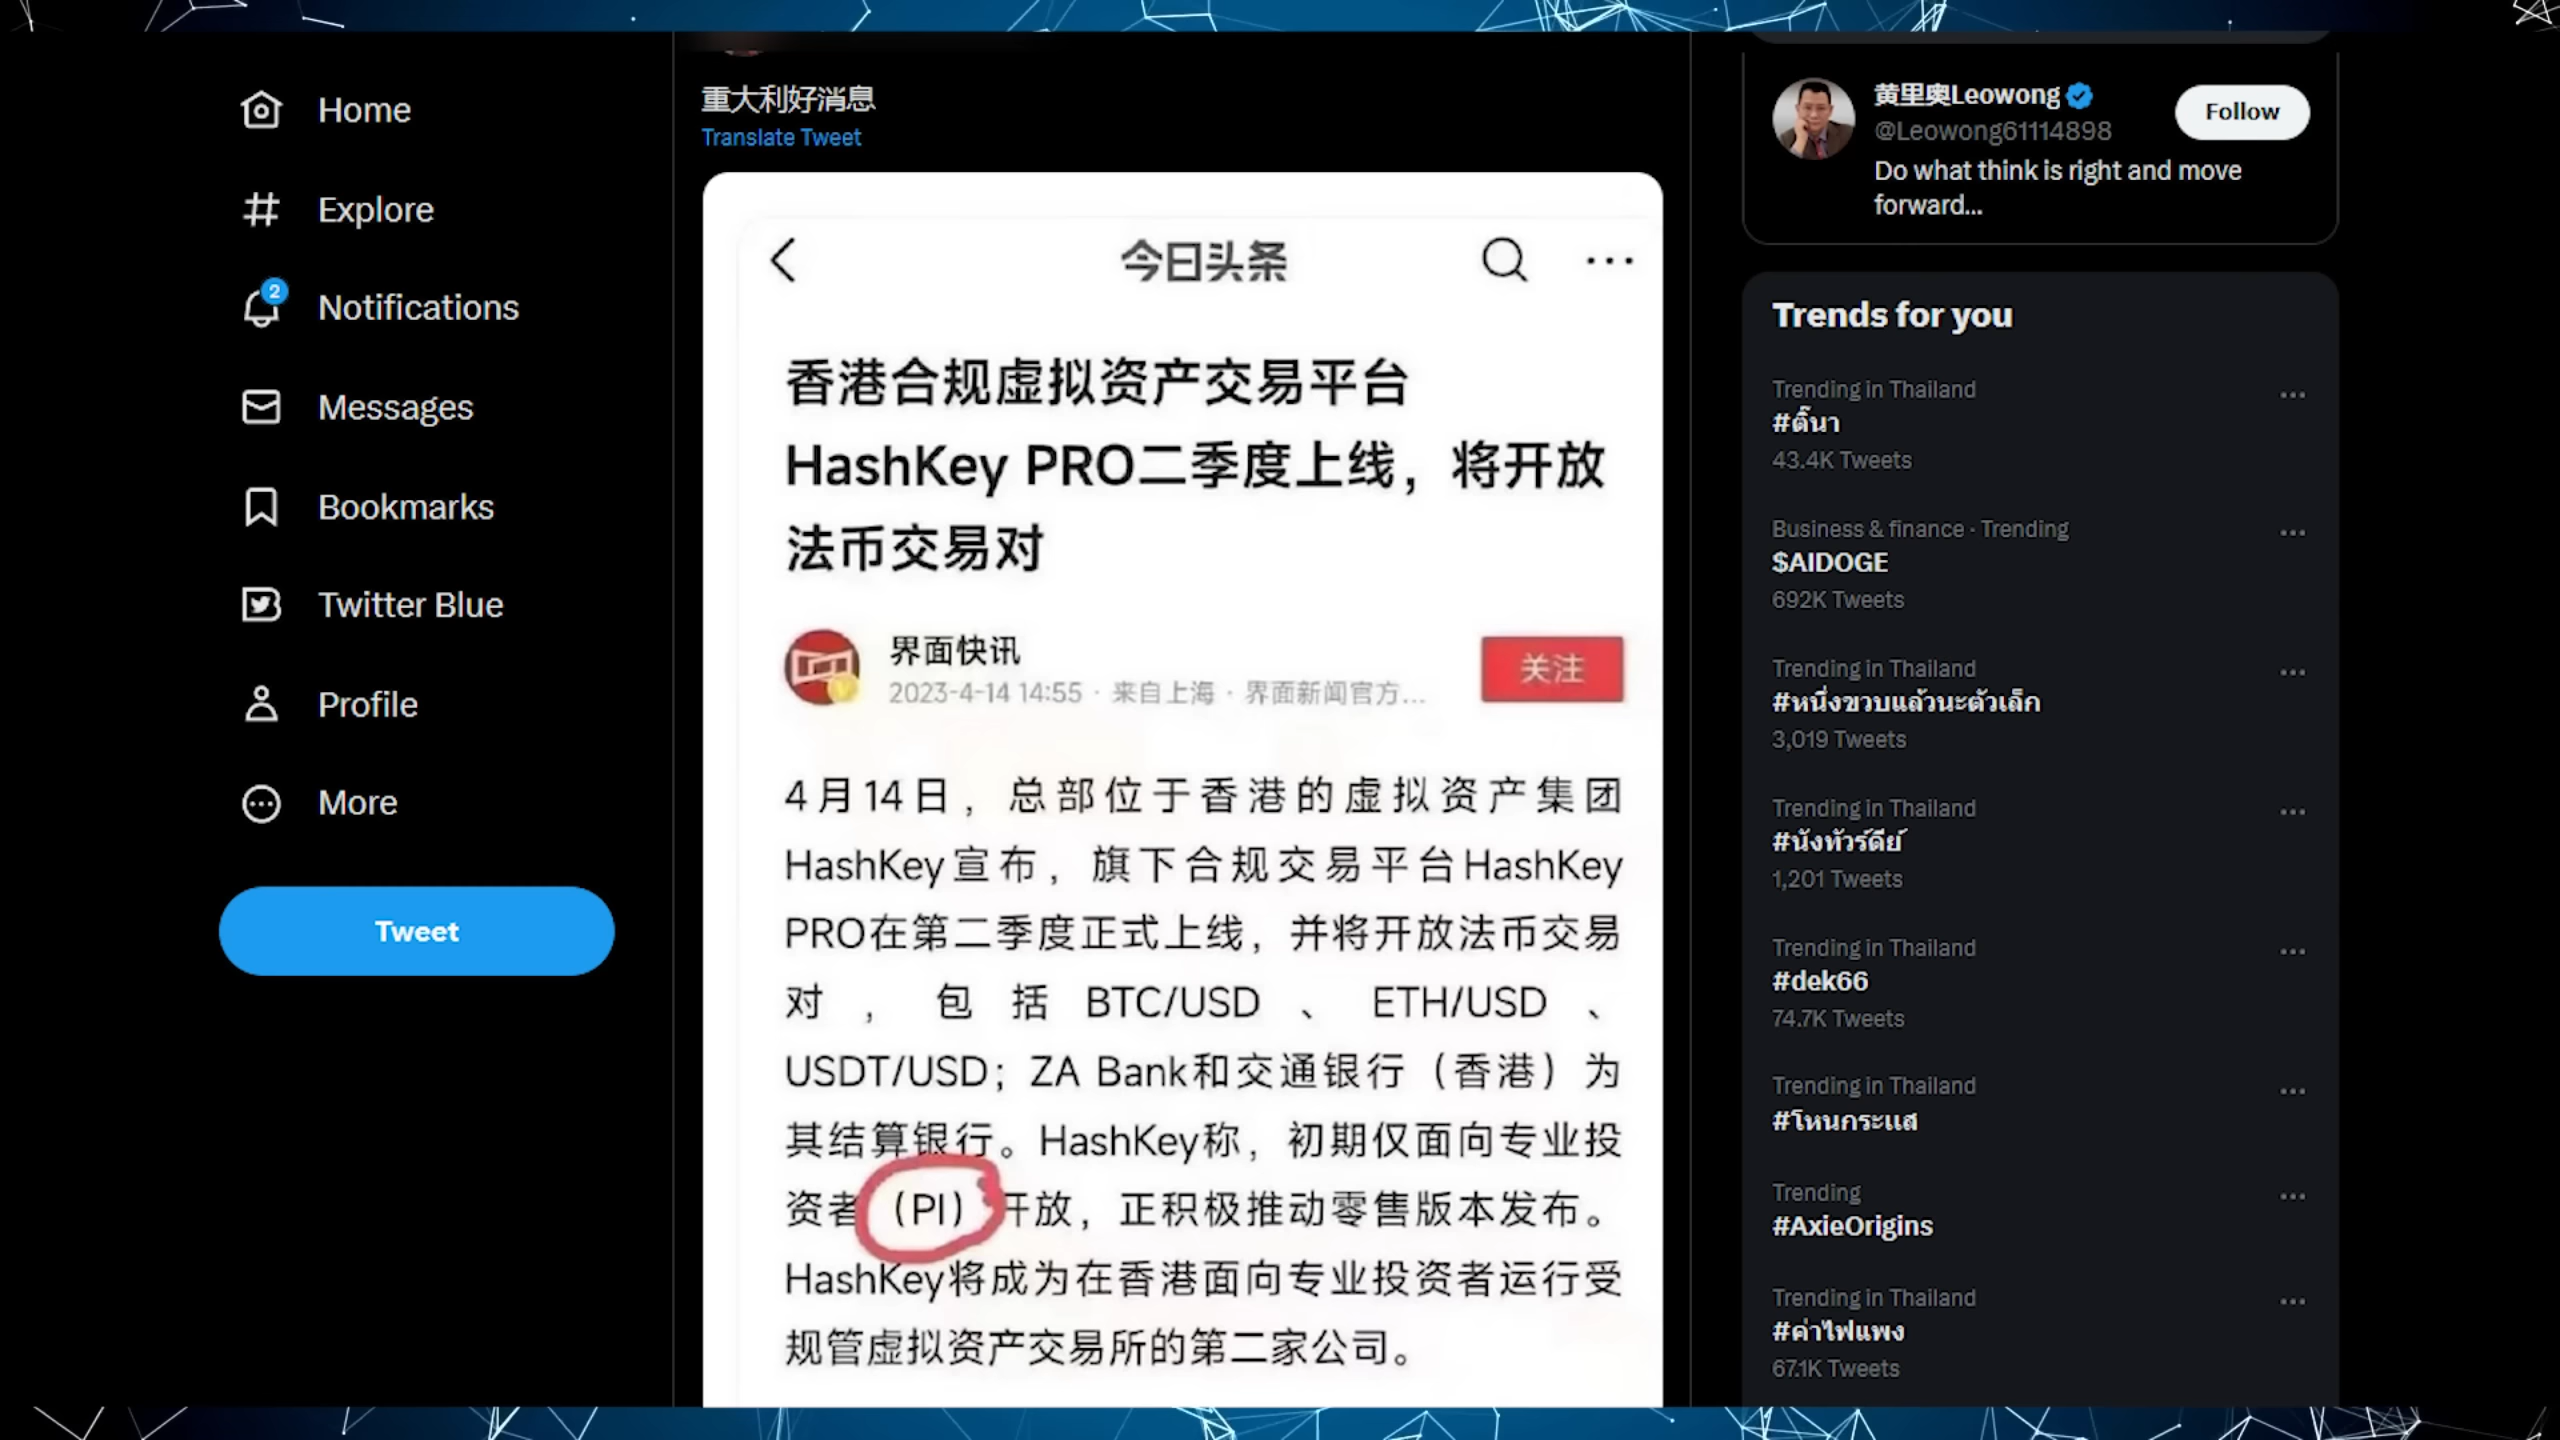 Home
Explore
2
Notifications
Messages
Bookmarks
Twitter Blue
Profile
More
Tweet
重大利好消息
Translate Tweet
今日头条
香港合规虚拟资产交易平台
HashKey PRO二季度上线，将开放
法币交易对
界面快讯
2023-4-14 14:55 · 来自上海 · 界面新闻官方...
关注
4月14日，总部位于香港的虚拟资产集团
HashKey宣布，旗下合规交易平台HashKey
PRO在第二季度正式上线，并将开放法币交易
对，包括BTC/USD、ETH/USD、
USDT/USD；ZA Bank和交通银行（香港）为
其结算银行。HashKey称，初期仅面向专业投
资者（PI）开放，正积极推动零售版本发布。
HashKey将成为在香港面向专业投资者运行受
规管虚拟资产交易所的第二家公司。
黄里奥Leowong
@Leowong61114898
Follow
Do what think is right and move
forward...
Trends for you
Trending in Thailand
#ติ๊นา
43.4K Tweets
Business & finance · Trending
$AIDOGE
692K Tweets
Trending in Thailand
#หนึ่งขวบแล้วนะตัวเล็ก
3,019 Tweets
Trending in Thailand
#นังทัวร์ดีย์
1,201 Tweets
Trending in Thailand
#dek66
74.7K Tweets
Trending in Thailand
#โหนกระแส
Trending
#AxieOrigins
Trending in Thailand
#ค่าไฟแพง
67.1K Tweets